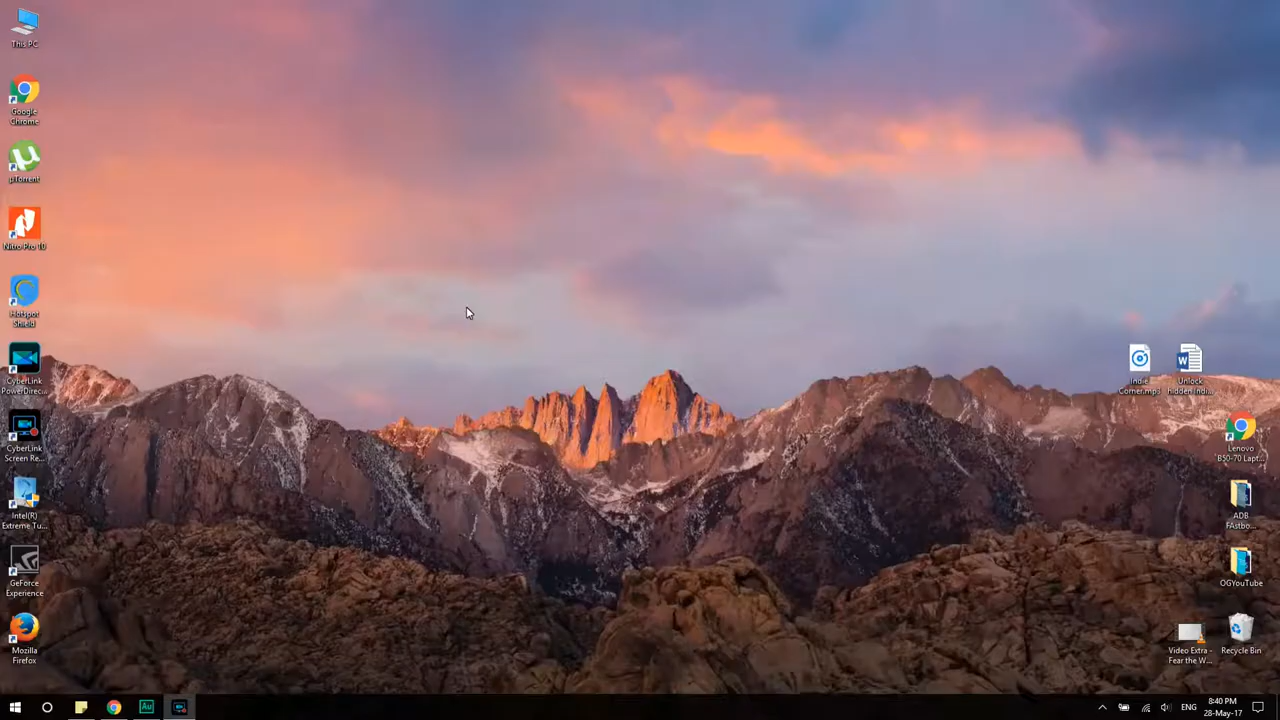 This PC
Google
Chrome
µTorrent
Nitro Pro 10
Hotspot
Shield
CyberLink
PowerDirec...
CyberLink
Screen Re...
Intel(R)
Extreme Tu...
GeForce
Experience
Mozilla
Firefox
Indie
Corner.mp3
Unlock
hidden Indi...
Lenovo
B50-70 Lapt...
ADB
FAstbo...
OGYouTube
Video Extra -
Fear the W...
Recycle Bin
Au
ENG
8:40 PM
28-May-17